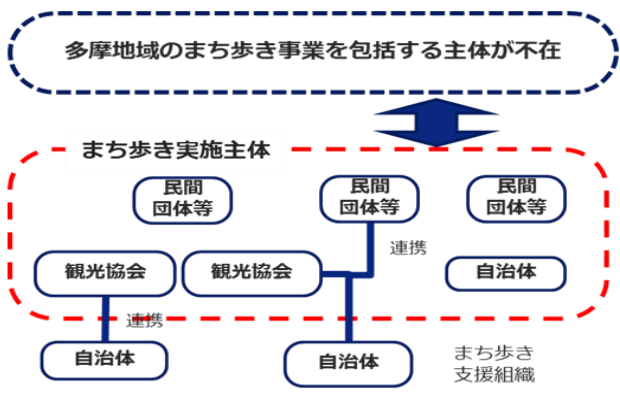 多摩地域のまち歩き事業を包括する主体が不在
まち歩き実施主体
民間
団体等
民間
団体等
民間
団体等
連携
観光協会
観光協会
自治体
連携
自治体
自治体
まち歩き
支援組織